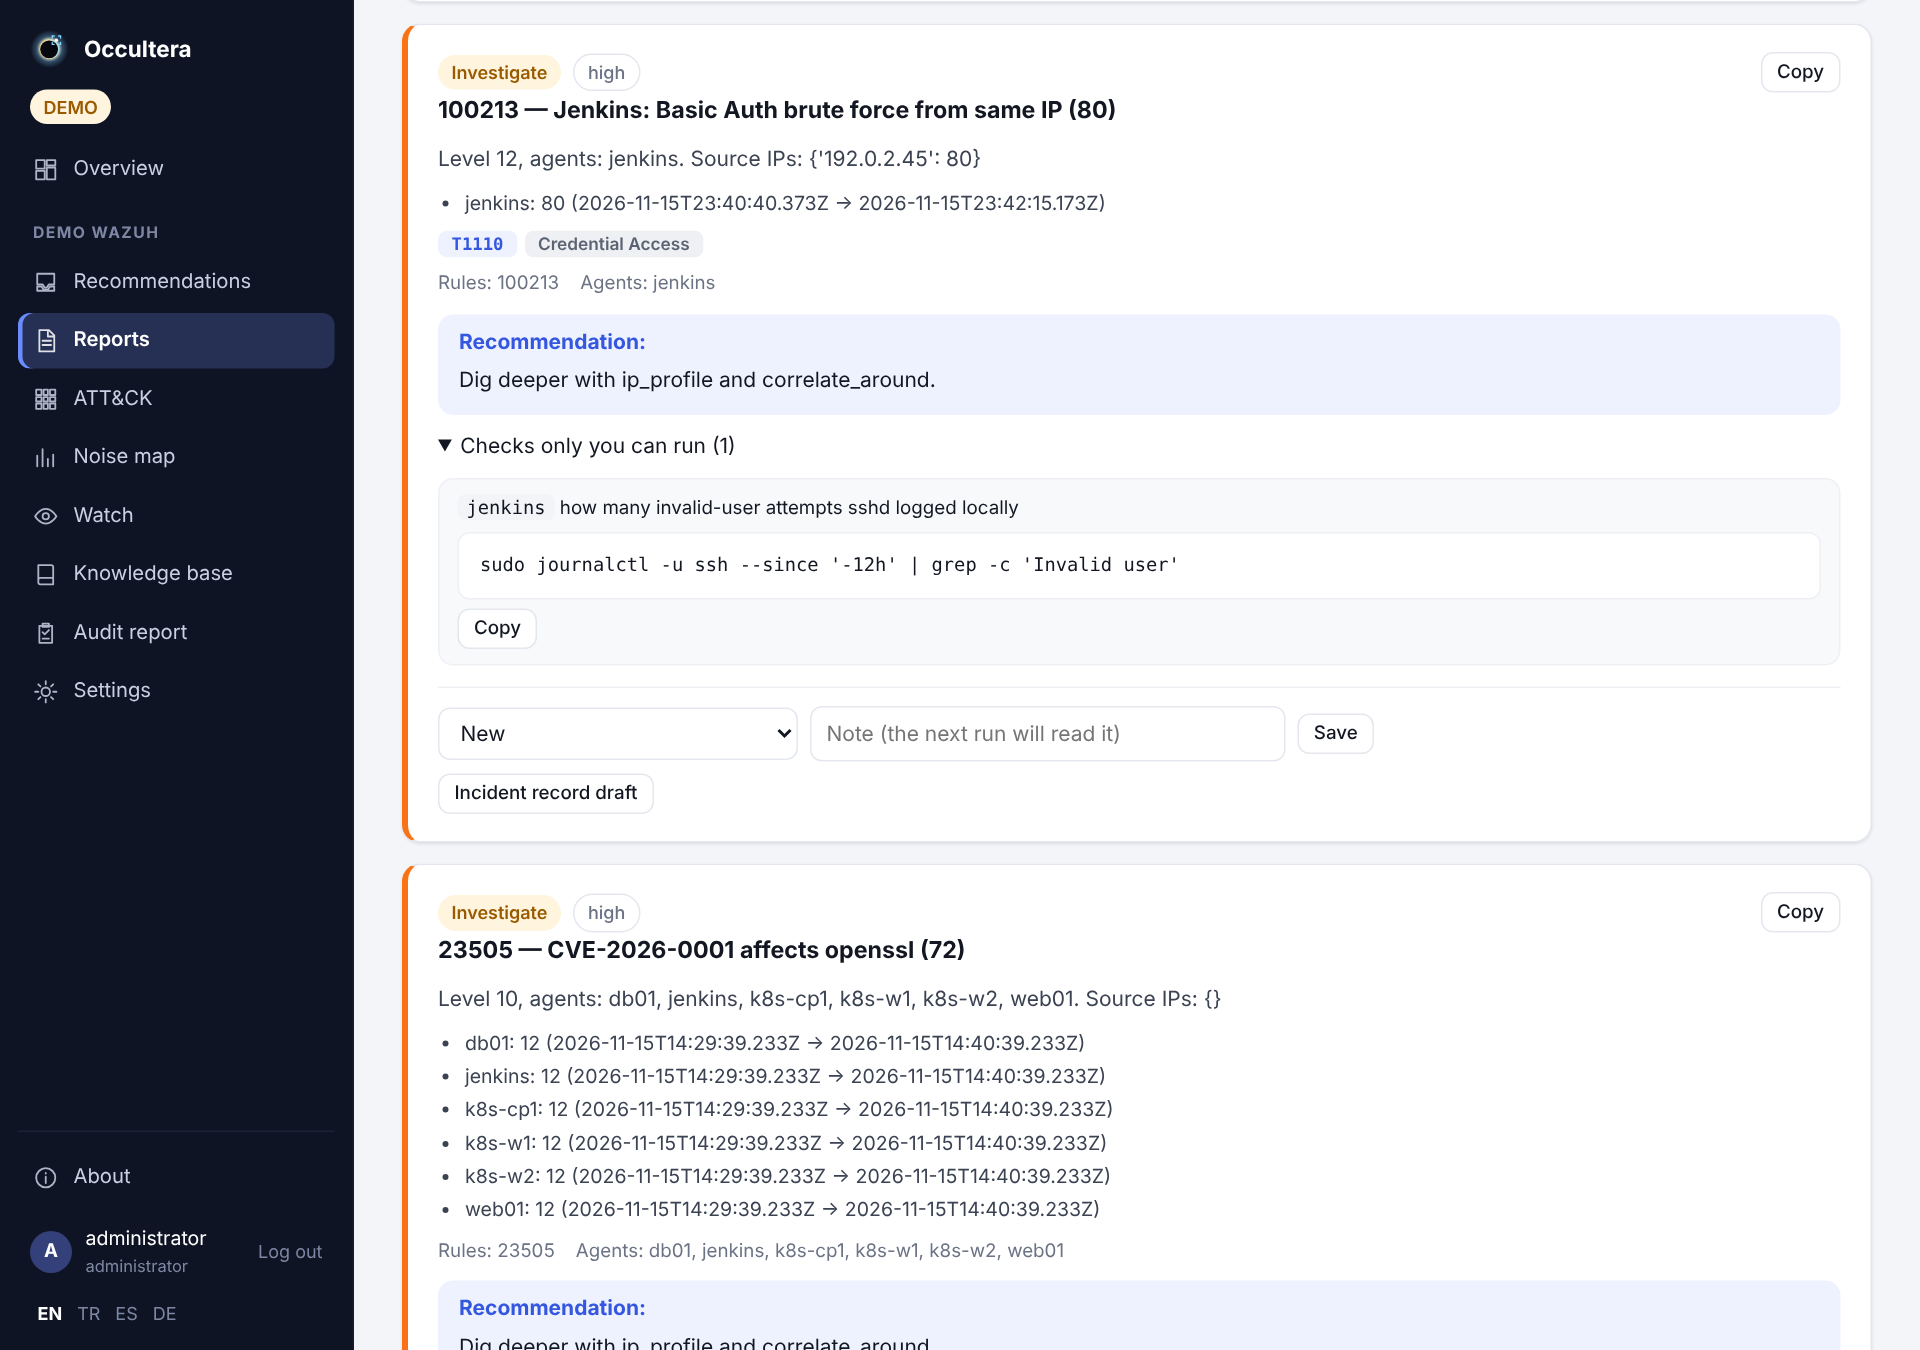 Occultera
DEMO
Overview
DEMO WAZUH
Recommendations
Reports
ATT&CK
Noise map
Watch
Knowledge base
Audit report
Settings
About
A
administrator
administrator
Log out
EN TR ES DE
Investigate high
Copy
100213 — Jenkins: Basic Auth brute force from same IP (80)
Level 12, agents: jenkins. Source IPs: {'192.0.2.45': 80}
• jenkins: 80 (2026-11-15T23:40:40.373Z → 2026-11-15T23:42:15.173Z)
T1110 Credential Access
Rules: 100213 Agents: jenkins
Recommendation:
Dig deeper with ip_profile and correlate_around.
▼ Checks only you can run (1)
jenkins how many invalid-user attempts sshd logged locally
sudo journalctl -u ssh --since '-12h' | grep -c 'Invalid user'
Copy
New
Note (the next run will read it)
Save
Incident record draft
Investigate high
Copy
23505 — CVE-2026-0001 affects openssl (72)
Level 10, agents: db01, jenkins, k8s-cp1, k8s-w1, k8s-w2, web01. Source IPs: {}
• db01: 12 (2026-11-15T14:29:39.233Z → 2026-11-15T14:40:39.233Z)
• jenkins: 12 (2026-11-15T14:29:39.233Z → 2026-11-15T14:40:39.233Z)
• k8s-cp1: 12 (2026-11-15T14:29:39.233Z → 2026-11-15T14:40:39.233Z)
• k8s-w1: 12 (2026-11-15T14:29:39.233Z → 2026-11-15T14:40:39.233Z)
• k8s-w2: 12 (2026-11-15T14:29:39.233Z → 2026-11-15T14:40:39.233Z)
• web01: 12 (2026-11-15T14:29:39.233Z → 2026-11-15T14:40:39.233Z)
Rules: 23505 Agents: db01, jenkins, k8s-cp1, k8s-w1, k8s-w2, web01
Recommendation:
Dig deeper with ip_profile and correlate_around.